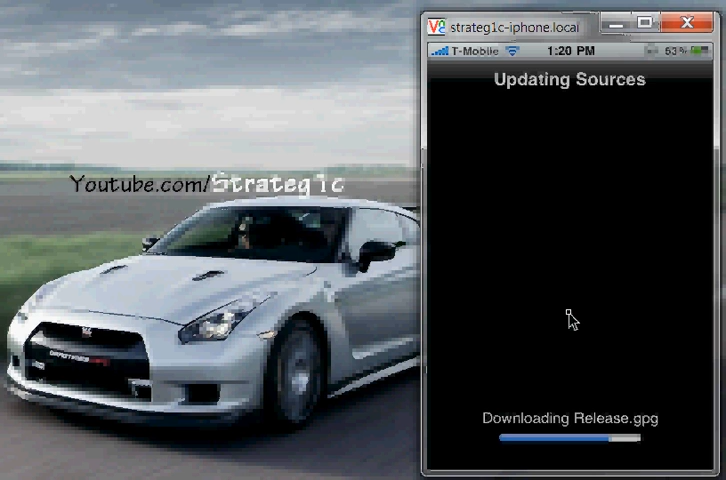 strateg1c-iphone.local
T-Mobile 1:20 PM 53%
Updating Sources
Youtube.com/Strateg1c
Downloading Release.gpg